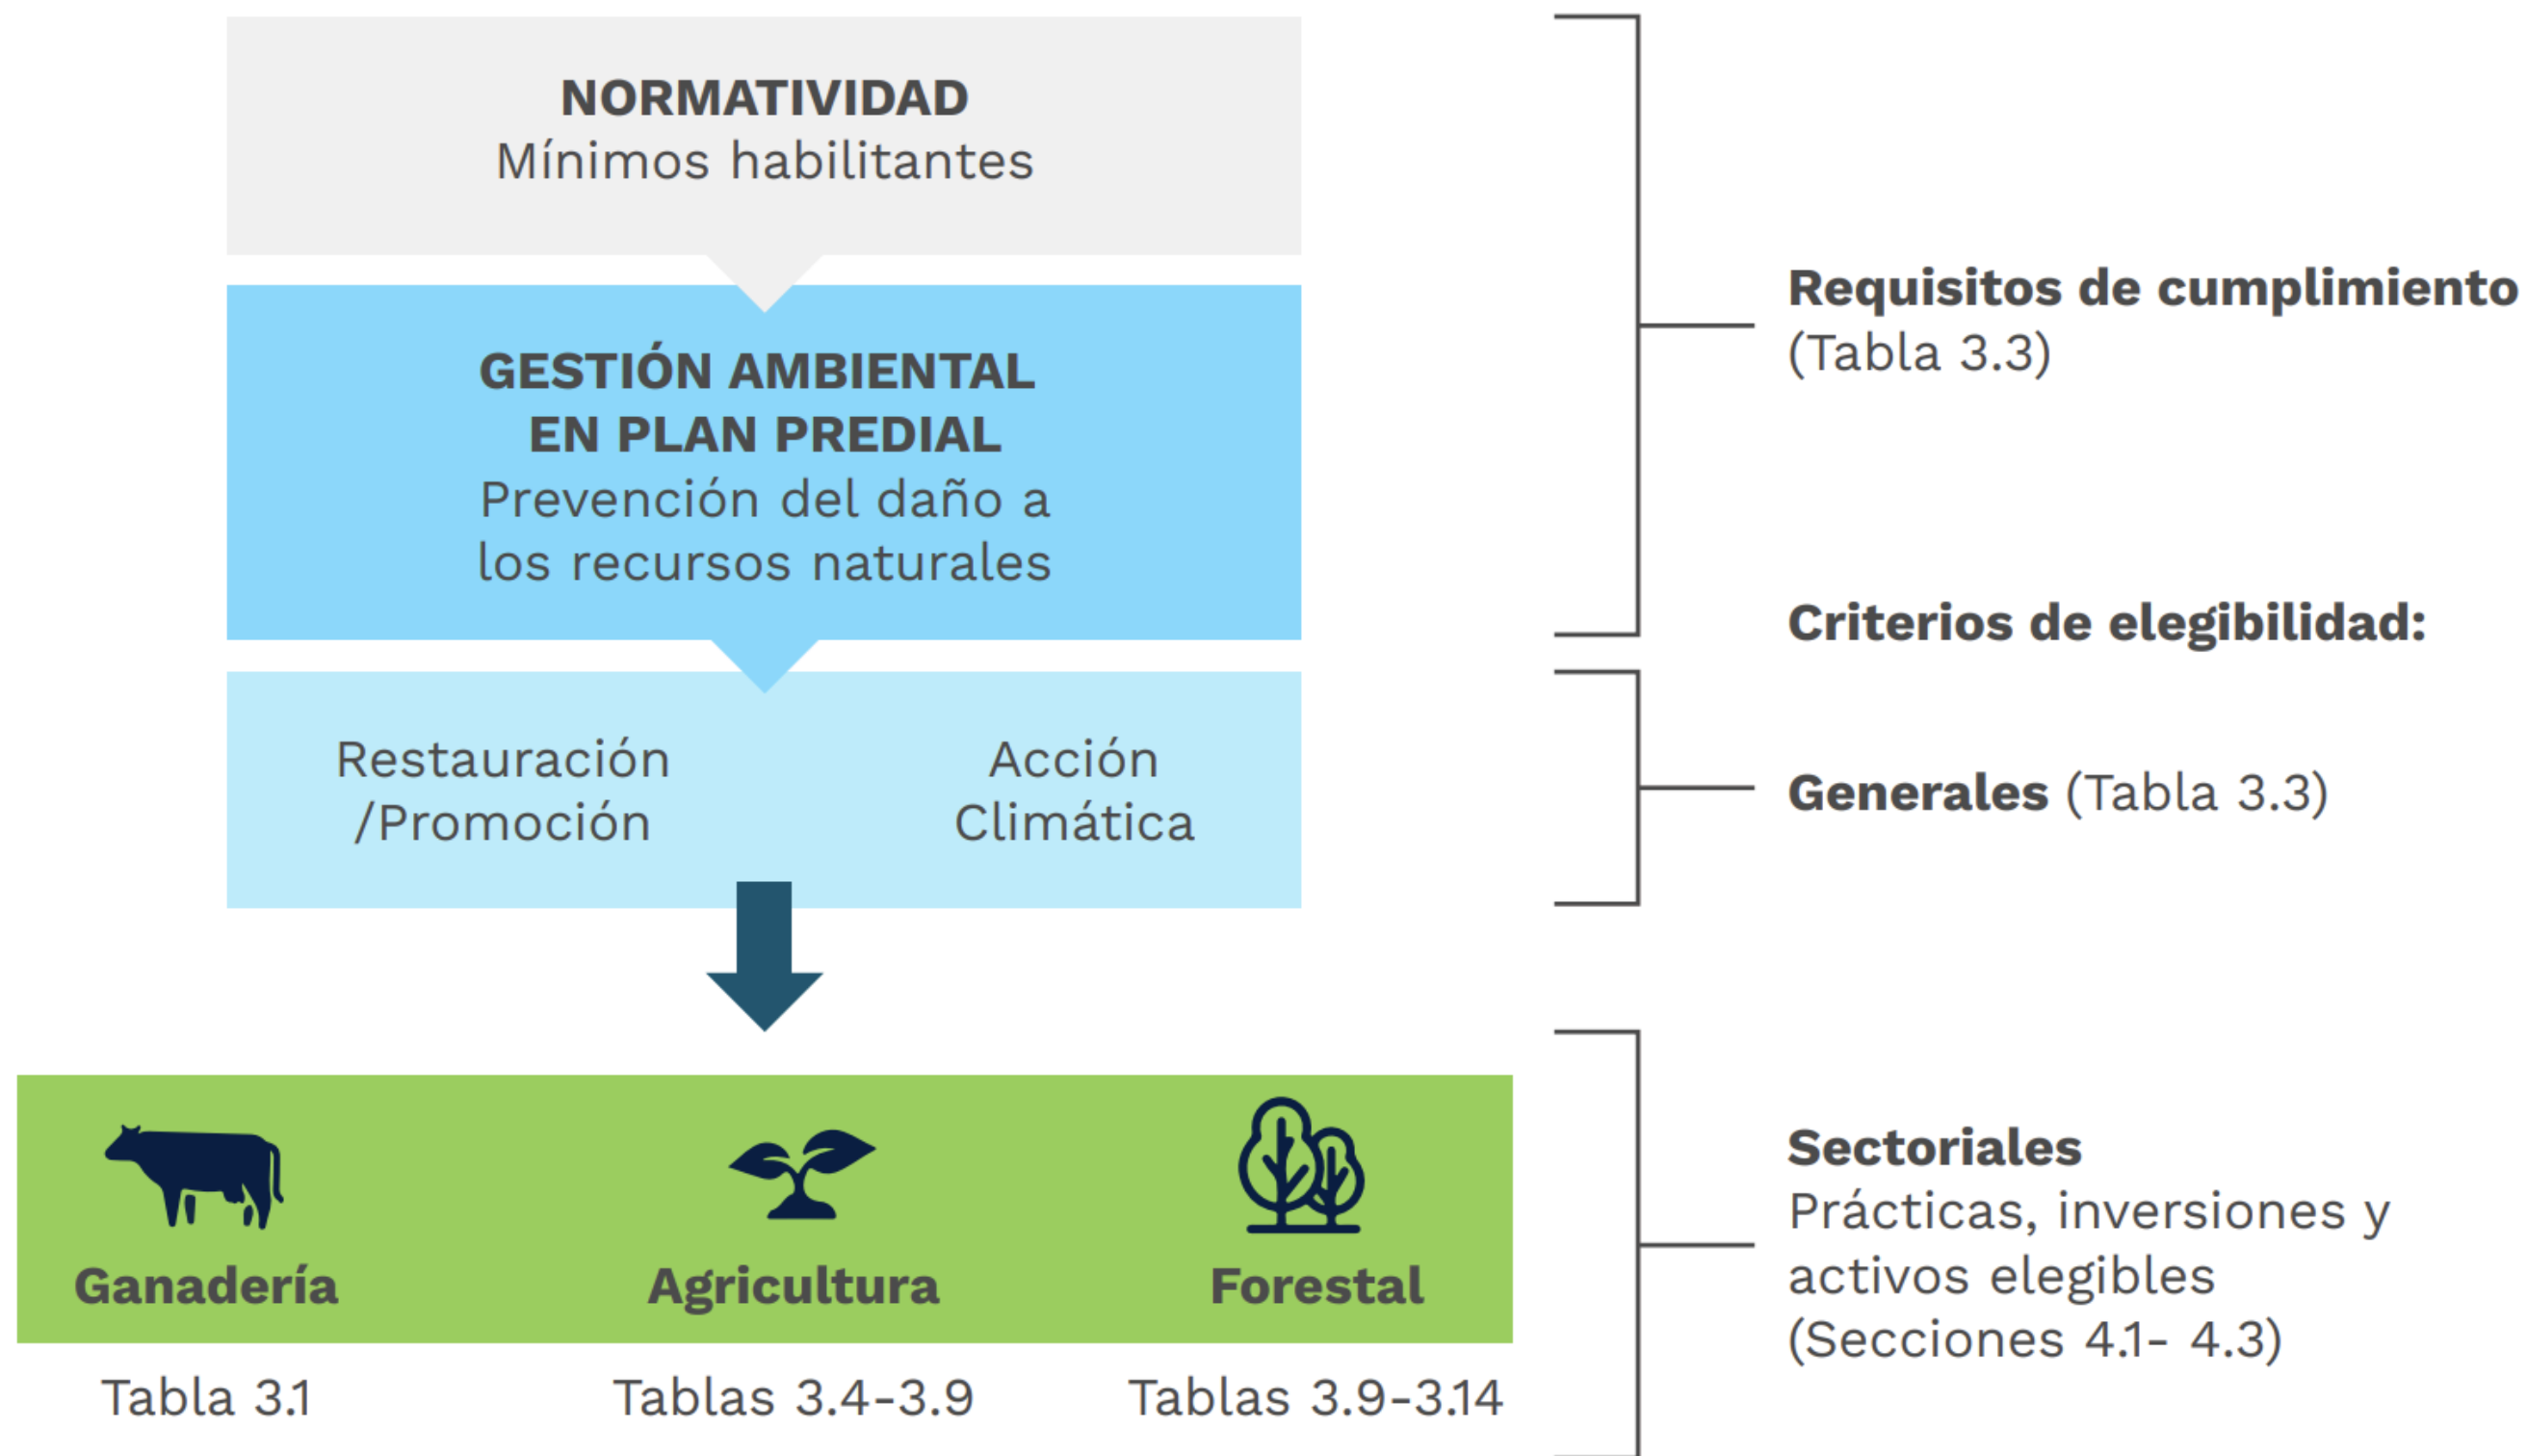 NORMATIVIDAD
Mínimos habilitantes
GESTIÓN AMBIENTAL
EN PLAN PREDIAL
Prevención del daño a
los recursos naturales
Requisitos de cumplimiento
(Tabla 3.3)
Criterios de elegibilidad:
Restauración
/Promoción
Acción
Climática
Generales (Tabla 3.3)
Ganadería
Agricultura
Forestal
Tabla 3.1
Tablas 3.4-3.9
Tablas 3.9-3.14
Sectoriales
Prácticas, inversiones y
activos elegibles
(Secciones 4.1- 4.3)